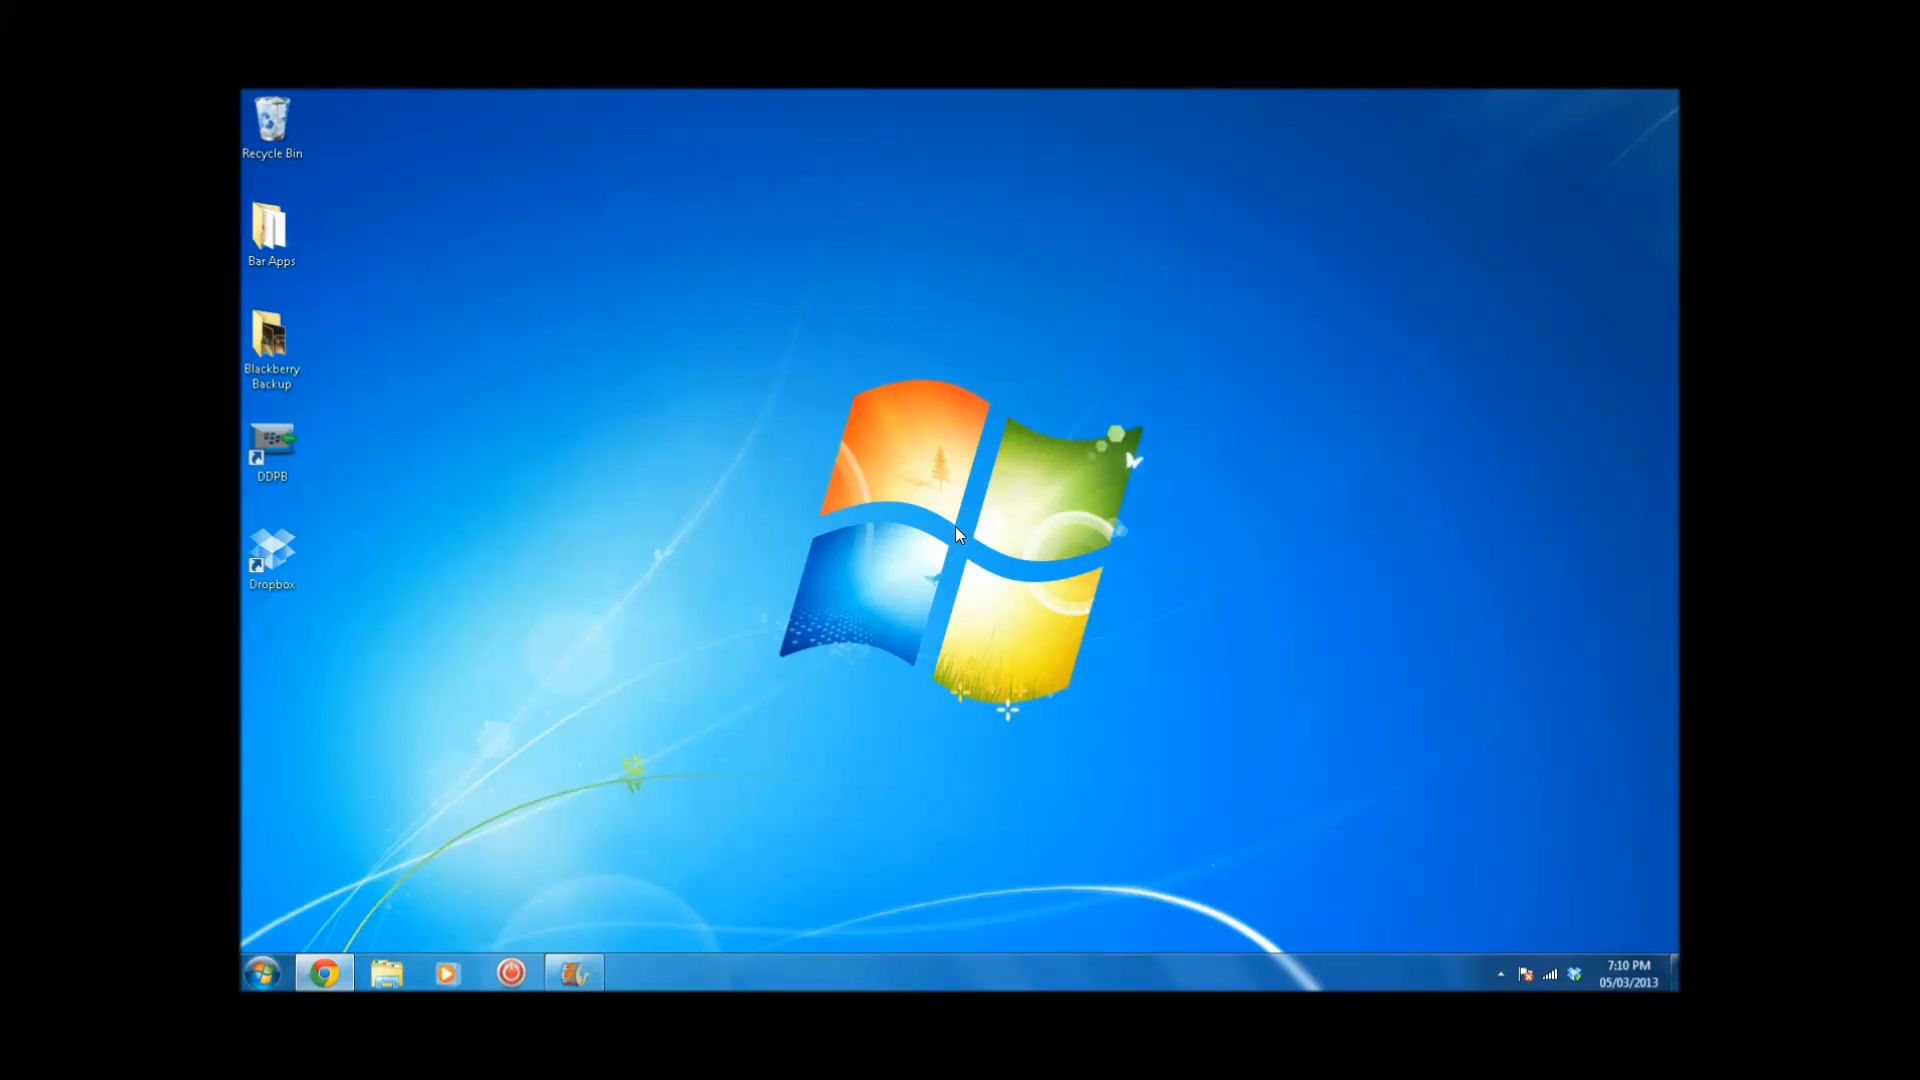 Recycle Bin
Bar Apps
Blackberry
Backup
DDPB
Dropbox
7:10 PM
05/03/2013